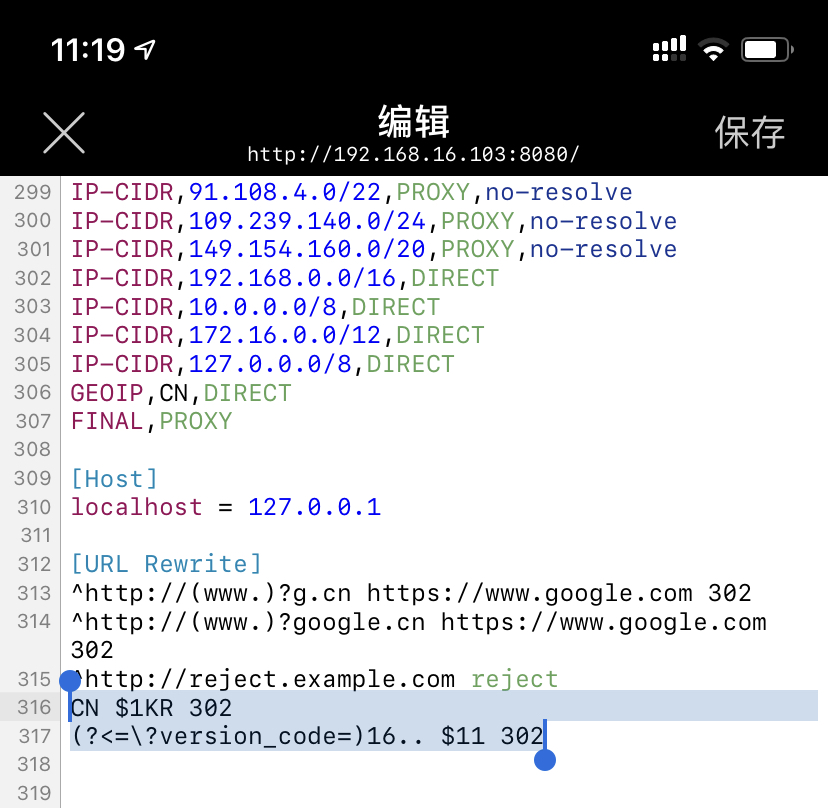 11:19
编辑
http://192.168.16.103:8080/
保存
299 IP-CIDR,91.108.4.0/22,PROXY,no-resolve
300 IP-CIDR,109.239.140.0/24,PROXY,no-resolve
301 IP-CIDR,149.154.160.0/20,PROXY,no-resolve
302 IP-CIDR,192.168.0.0/16,DIRECT
303 IP-CIDR,10.0.0.0/8,DIRECT
304 IP-CIDR,172.16.0.0/12,DIRECT
305 IP-CIDR,127.0.0.0/8,DIRECT
306 GEOIP,CN,DIRECT
307 FINAL,PROXY
308
309 [Host]
310 localhost = 127.0.0.1
311
312 [URL Rewrite]
313 ^http://(www.)?g.cn https://www.google.com 302
314 ^http://(www.)?google.cn https://www.google.com
302
315 ^http://reject.example.com reject
316 CN $1KR 302
317 (?<=\?version_code=)16.. $11 302
318
319